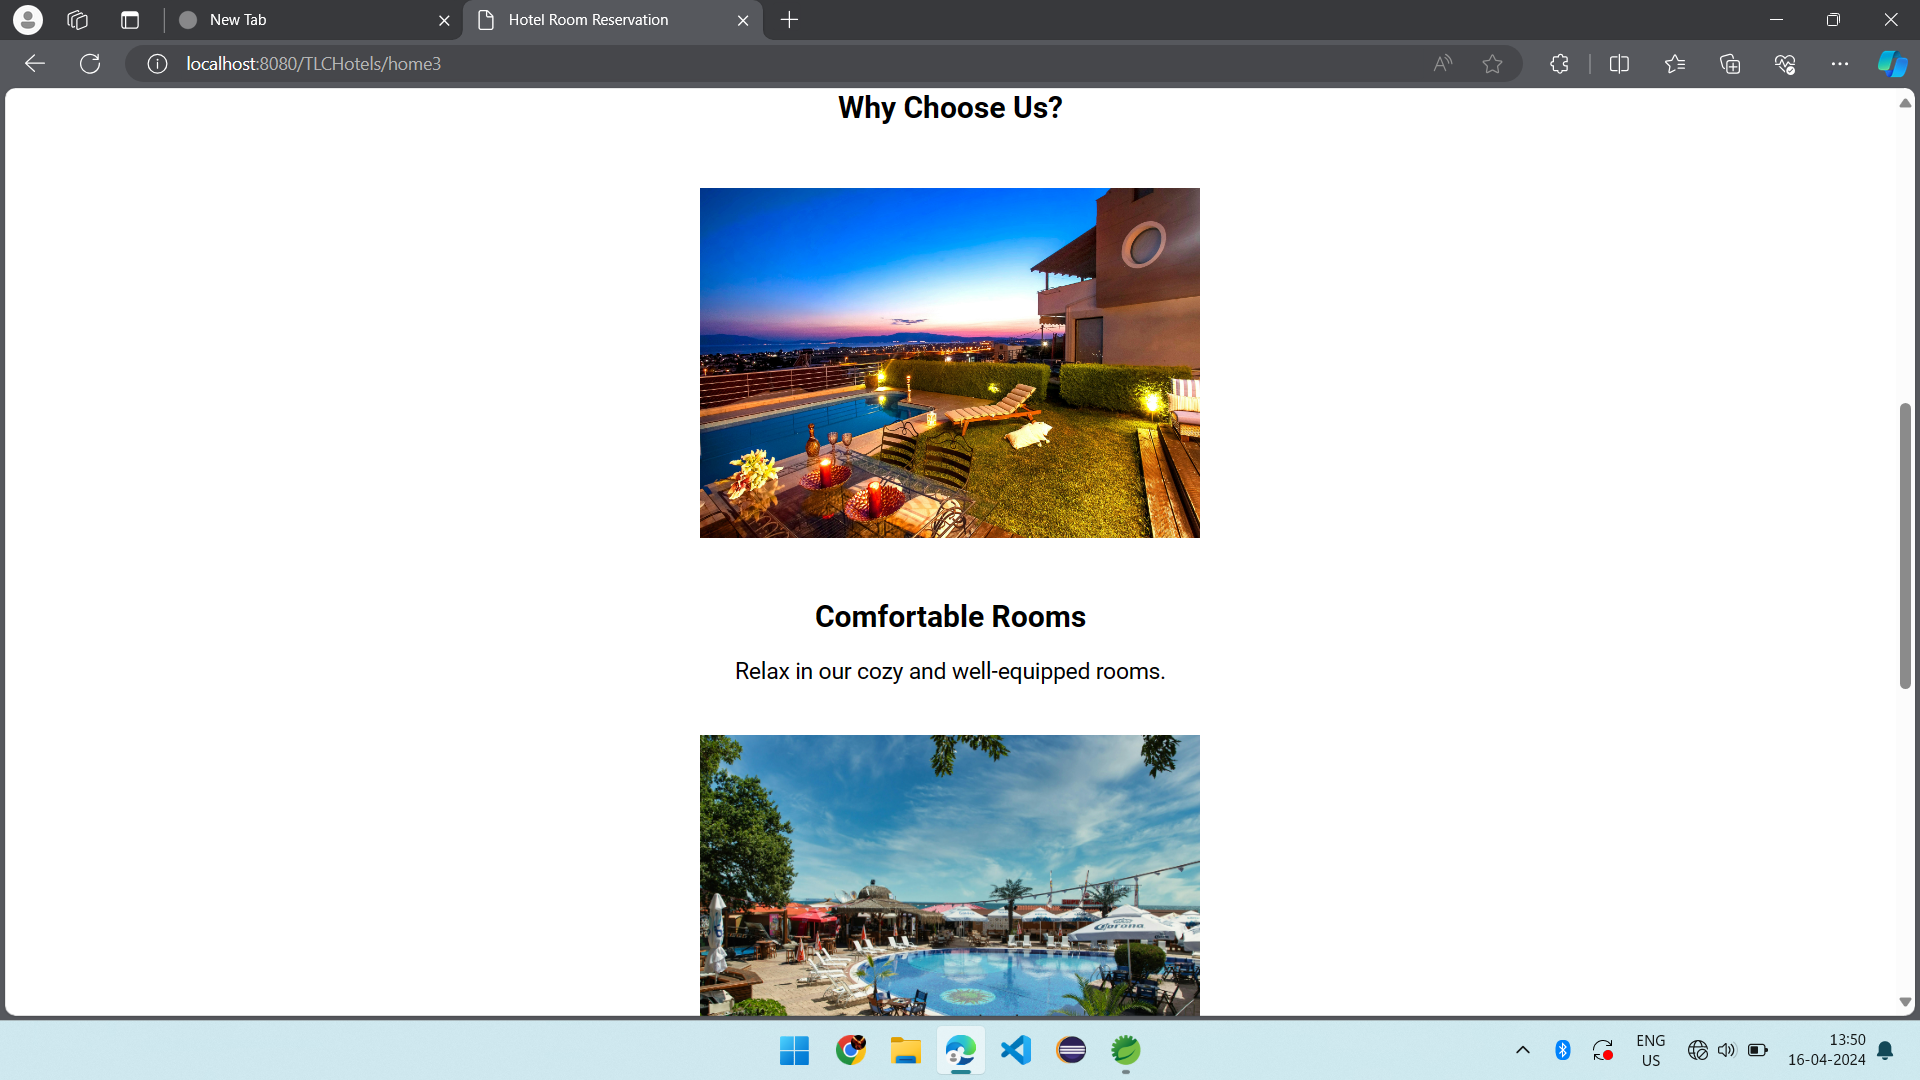 New Tab
Hotel Room Reservation
localhost:8080/TLCHotels/home3
Why Choose Us?
Comfortable Rooms
Relax in our cozy and well-equipped rooms.
Corona
ENG
US
13:50
16-04-2024